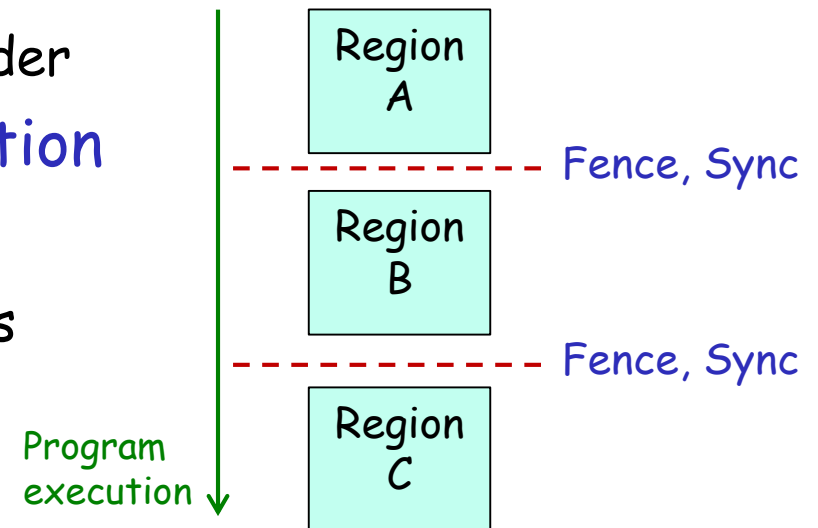 der
tion
s
Program
execution
Region
A
Fence, Sync
Region
B
Fence, Sync
Region
C